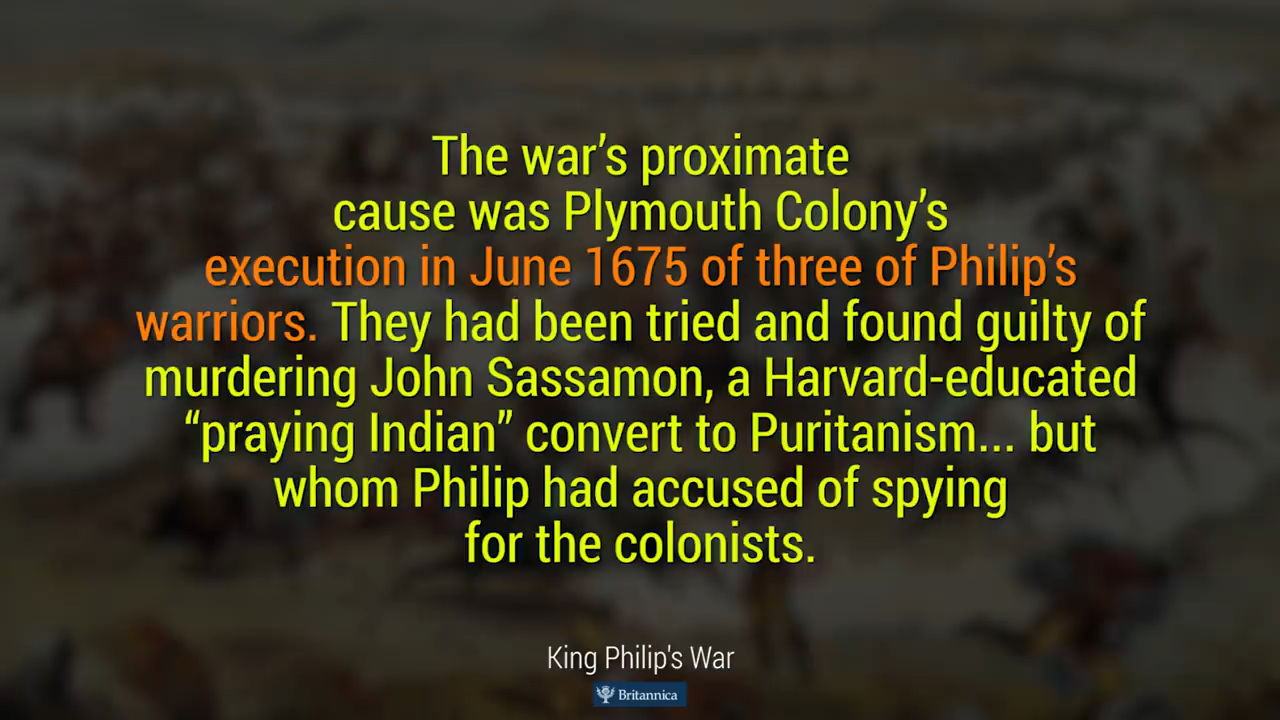 The war’s proximate
cause was Plymouth Colony’s
execution in June 1675 of three of Philip’s
warriors. They had been tried and found guilty of
murdering John Sassamon, a Harvard-educated
“praying Indian” convert to Puritanism... but
whom Philip had accused of spying
for the colonists.
King Philip's War
Britannica